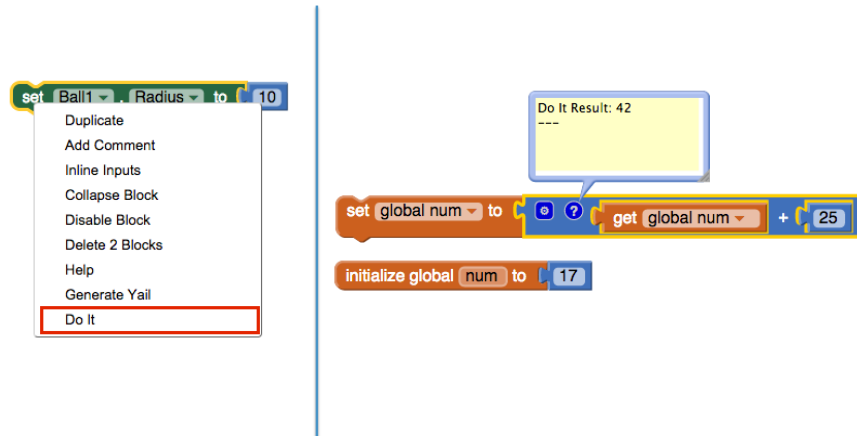 set Ball1 . Radius to 10
Duplicate
Add Comment
Inline Inputs
Collapse Block
Disable Block
Delete 2 Blocks
Help
Generate Yail
Do It
Do It Result: 42
---
set global num to ? get global num + 25
initialize global num to 17